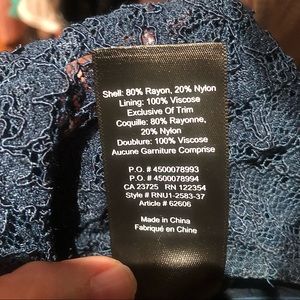 Shell: 80% Rayon, 20% Nylon
Lining: 100% Viscose
Exclusive Of Trim
Coquille: 80% Rayonne,
20% Nylon
Doublure: 100% Viscose
Aucune Garniture Comprise
P.O. # 4500078993
P.O. # 4500078994
CA 23725 RN 122354
Style # RNU1-2583-37
Article # 62606
Made in China
Fabriqué en Chine